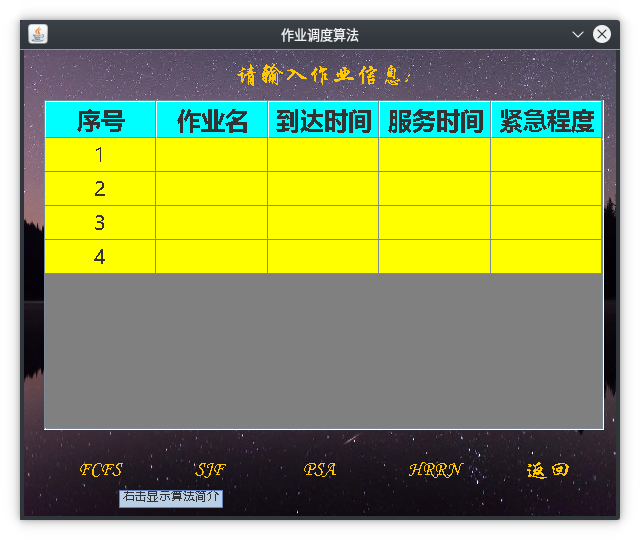 作业调度算法
请输入作业信息:
序号 作业名 到达时间 服务时间 紧急程度
1
2
3
4
FCFS SJF PSA HRRN 返回
右击显示算法简介